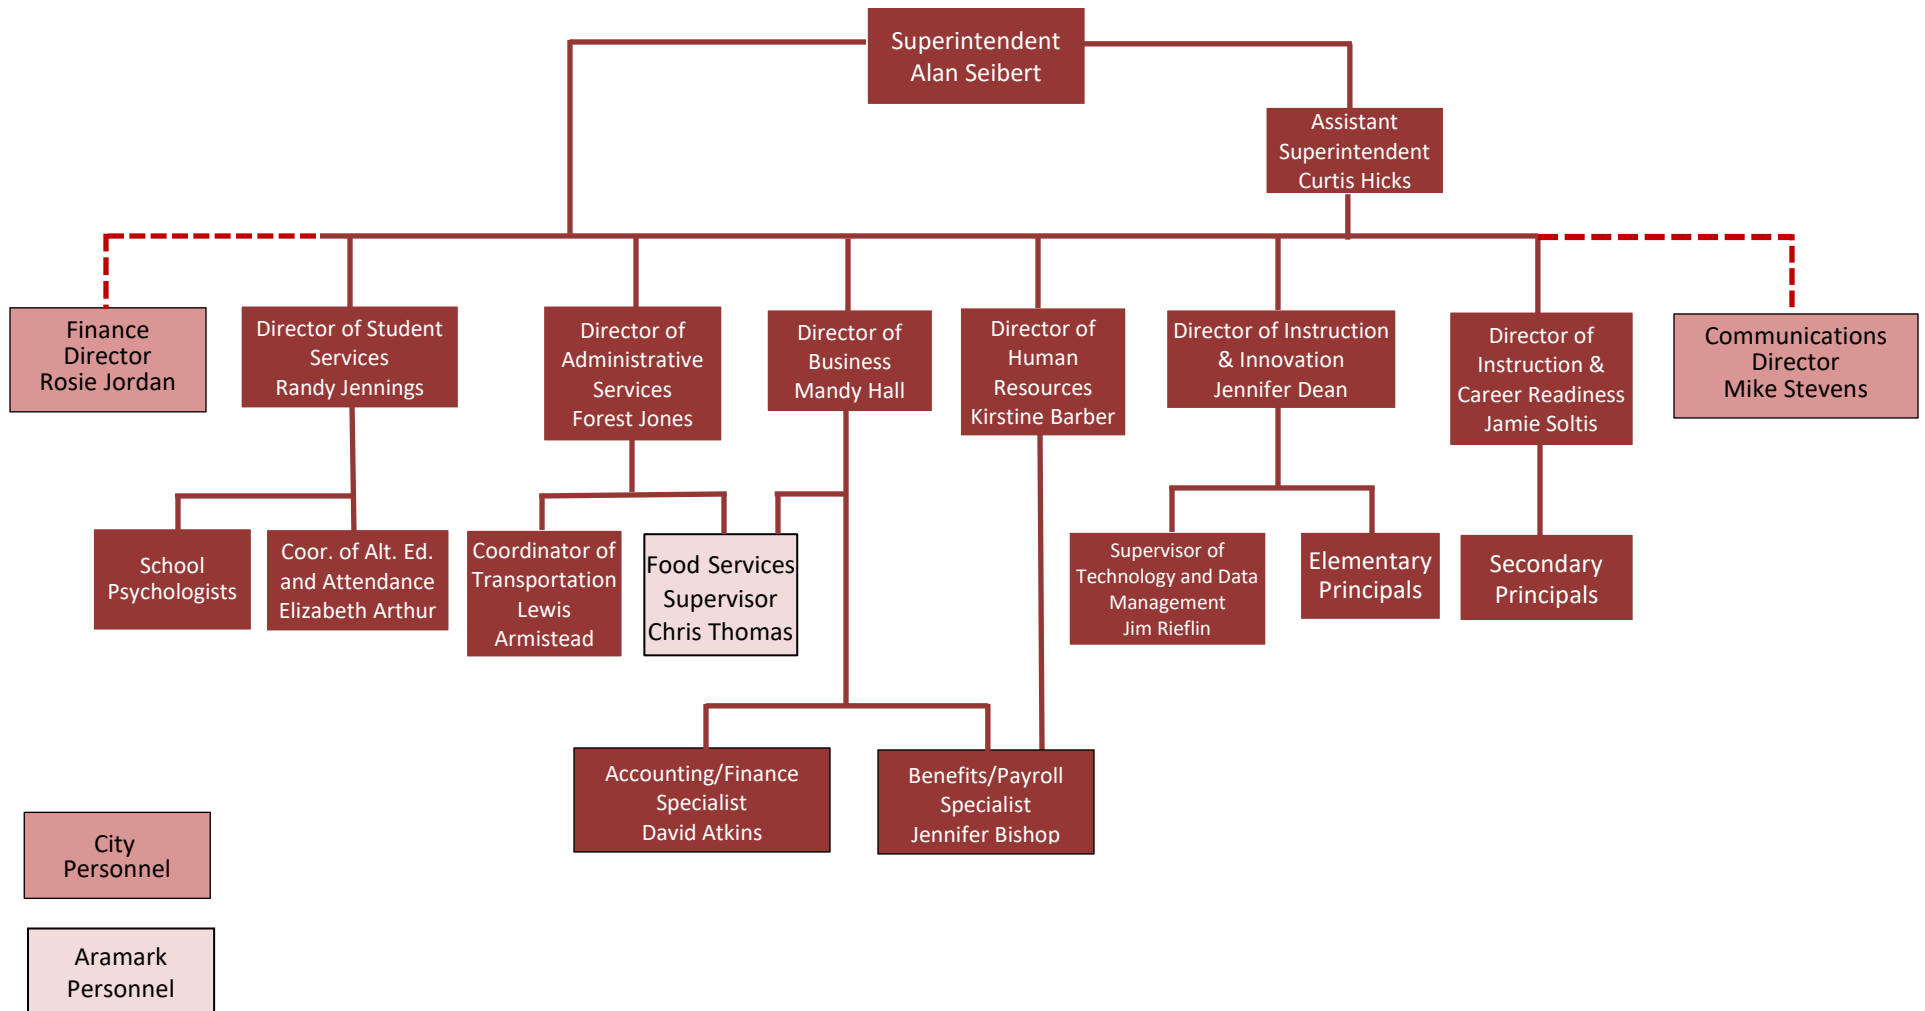 Superintendent
Alan Seibert
Assistant
Superintendent
Curtis Hicks
Finance
Director
Rosie Jordan
Director of Student
Services
Randy Jennings
Director of
Administrative
Services
Forest Jones
Director of
Business
Mandy Hall
Director of
Human
Resources
Kirstine Barber
Director of Instruction
& Innovation
Jennifer Dean
Director of
Instruction &
Career Readiness
Jamie Soltis
Communications
Director
Mike Stevens
School
Psychologists
Coor. of Alt. Ed.
and Attendance
Elizabeth Arthur
Coordinator of
Transportation
Lewis
Armistead
Food Services
Supervisor
Chris Thomas
Supervisor of
Technology and Data
Management
Jim Rieflin
Elementary
Principals
Secondary
Principals
Accounting/Finance
Specialist
David Atkins
Benefits/Payroll
Specialist
Jennifer Bishop
City
Personnel
Aramark
Personnel